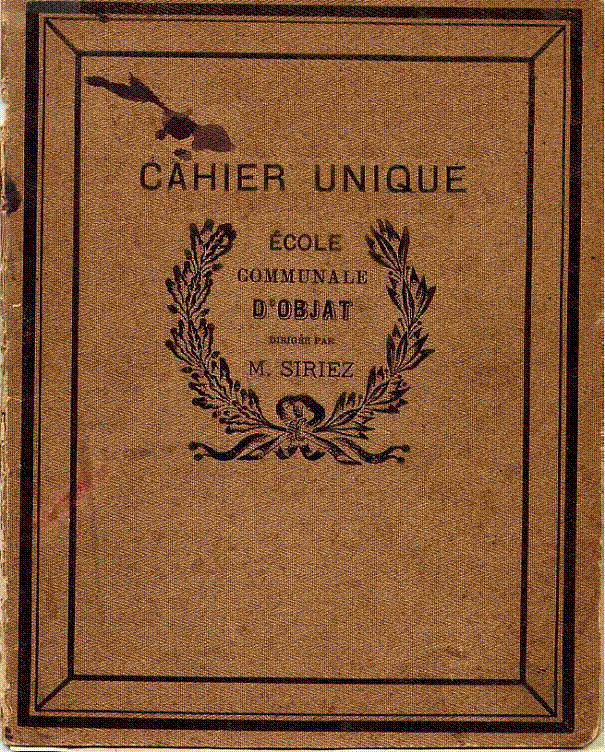 CAHIER UNIQUE
ÉCOLE
COMMUNALE
D'OBJAT
DIRIGÉE PAR
M. SIRIEZ